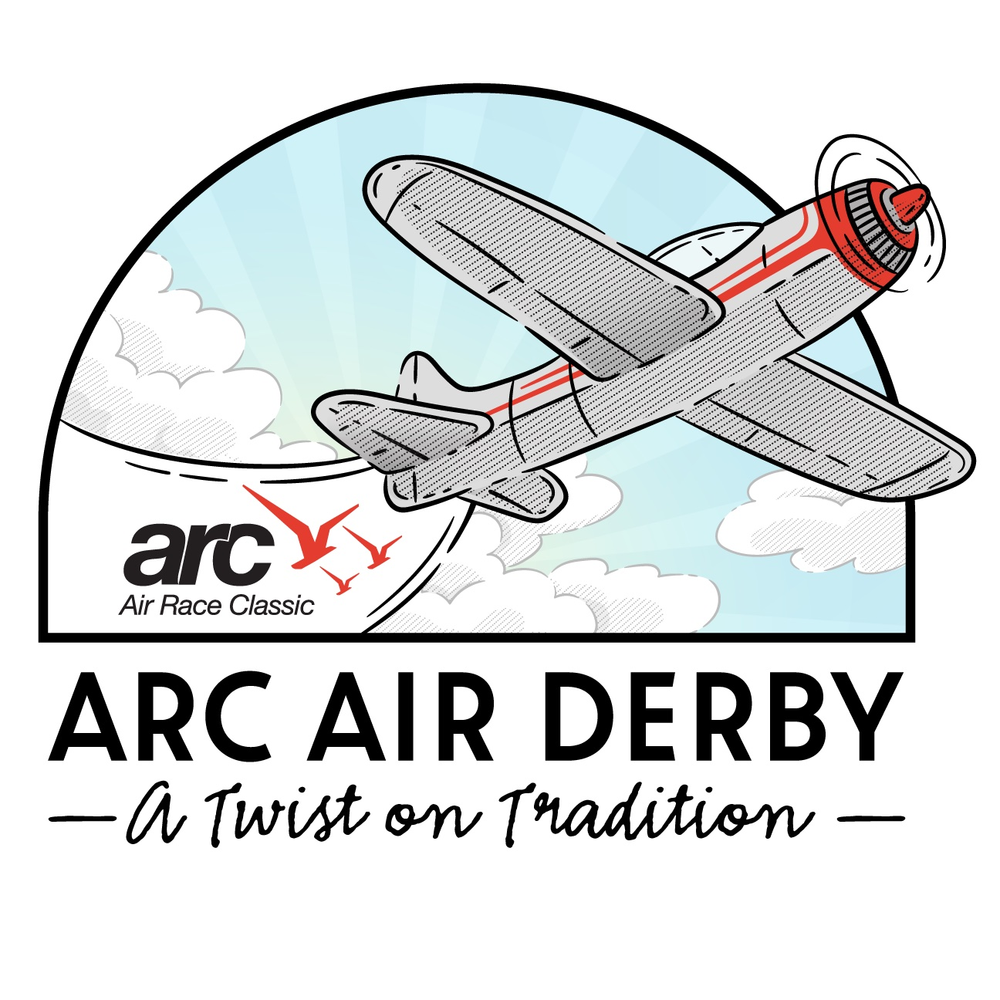 arc
Air Race Classic
ARC AIR DERBY
—A Twist on Tradition —